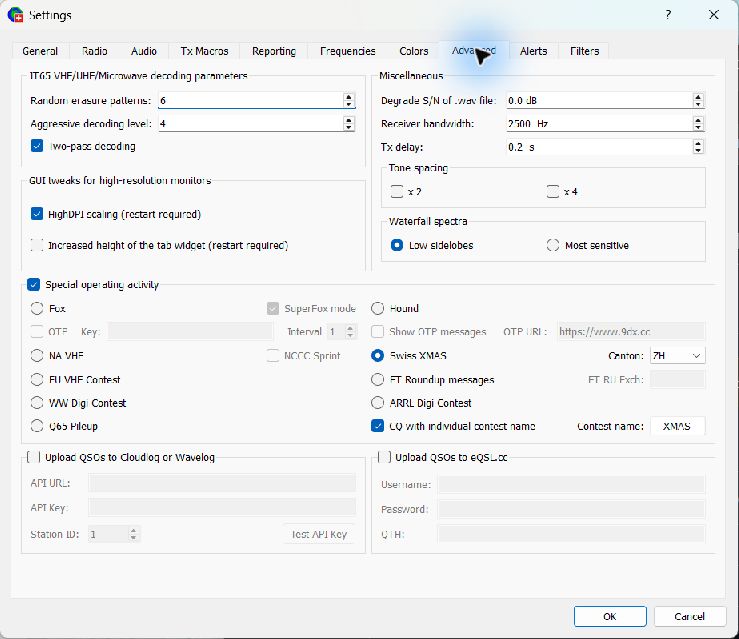 Settings
General Radio Audio Tx Macros Reporting Frequencies Colors Advanced Alerts Filters
JT65 VHF/UHF/Microwave decoding parameters
Random erasure patterns: 6
Aggressive decoding level: 4
Two-pass decoding
Miscellaneous
Degrade S/N of .wav file: 0.0 dB
Receiver bandwidth: 2500 Hz
Tx delay: 0.2 s
Tone spacing
x 2 x 4
GUI tweaks for high-resolution monitors
HighDPI scaling (restart required)
Increased height of the tab widget (restart required)
Waterfall spectra
Low sidelobes Most sensitive
Special operating activity
Fox SuperFox mode Hound
OTP Key: Interval 1 Show OTP messages OTP URL: https://www.9dx.cc
NA VHF NCCC Sprint Swiss XMAS Canton: ZH
EU VHF Contest FT Roundup messages FT RU Exch:
WW Digi Contest ARRL Digi Contest
Q65 Pileup CQ with individual contest name Contest name: XMAS
Upload QSOs to Cloudlog or Wavelog
API URL:
API Key:
Station ID: 1 Test API Key
Upload QSOs to eQSL.cc
Username:
Password:
QTH:
OK Cancel